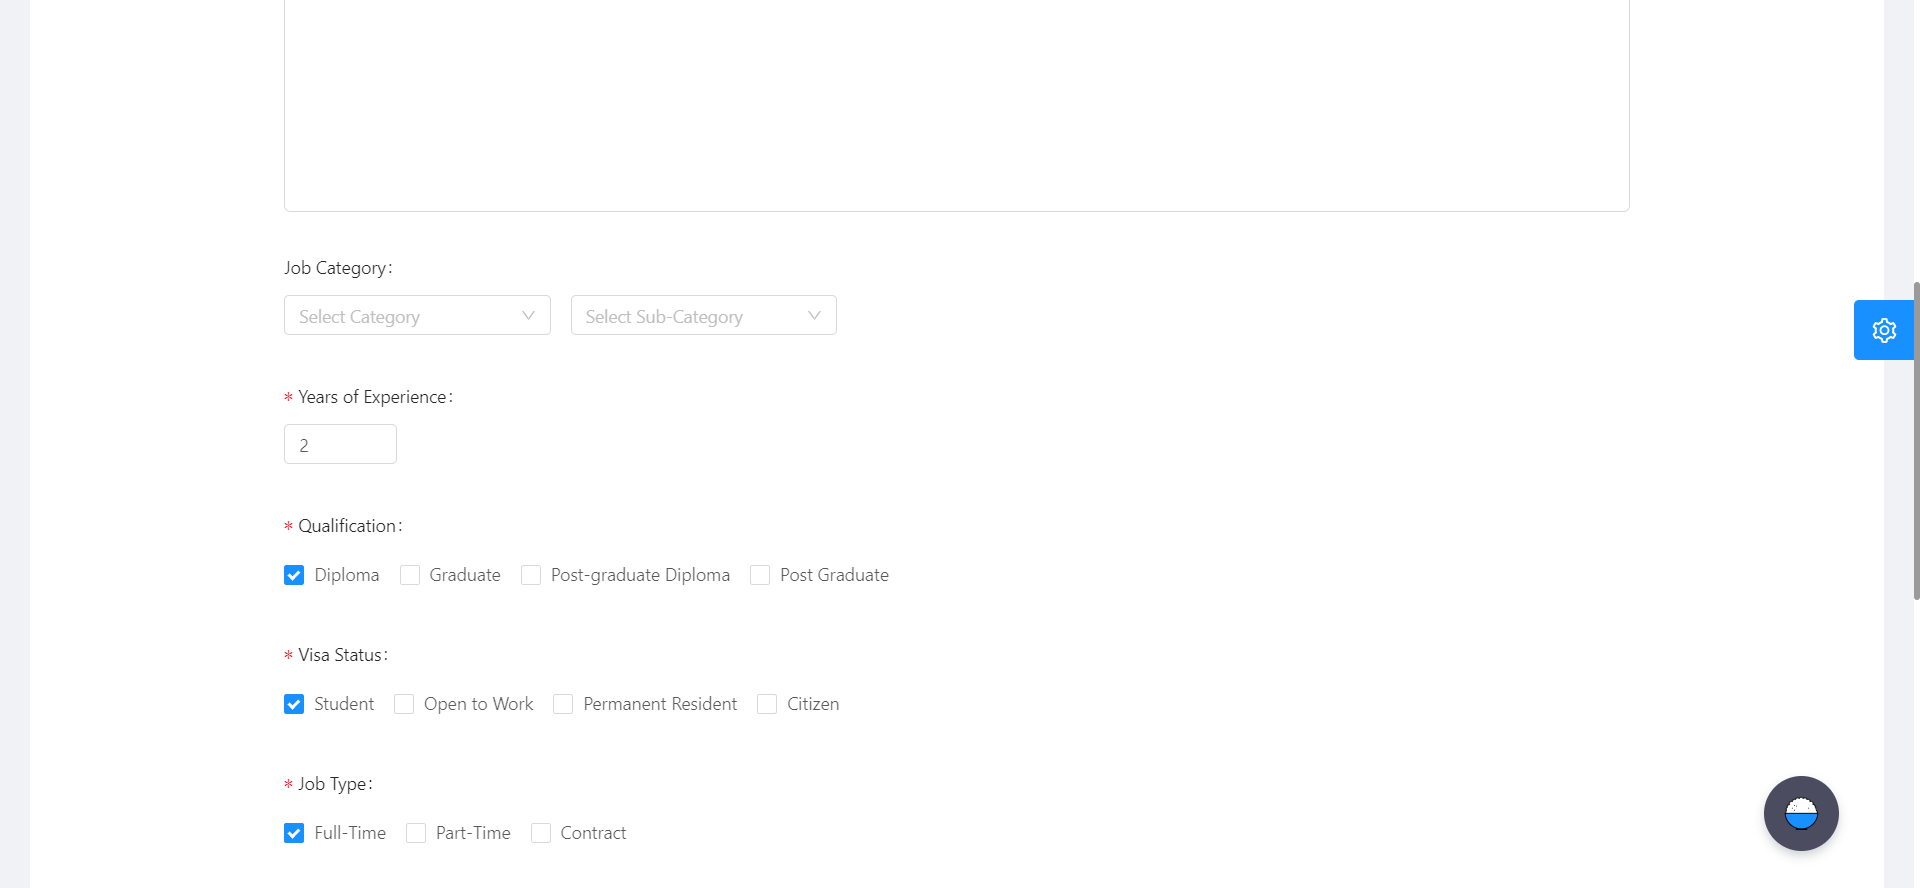 Job Category:
Select Category Select Sub-Category
* Years of Experience:
2
* Qualification:
Diploma Graduate Post-graduate Diploma Post Graduate
* Visa Status:
Student Open to Work Permanent Resident Citizen
* Job Type:
Full-Time Part-Time Contract